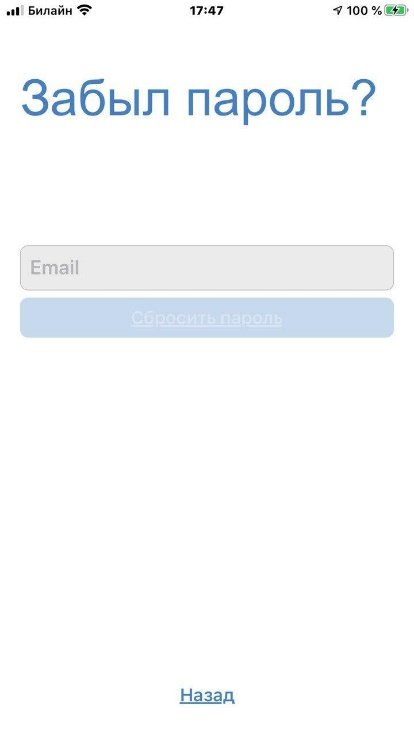 Билайн 17:47 100 %
Забыл пароль?
Email
Сбросить пароль
Назад